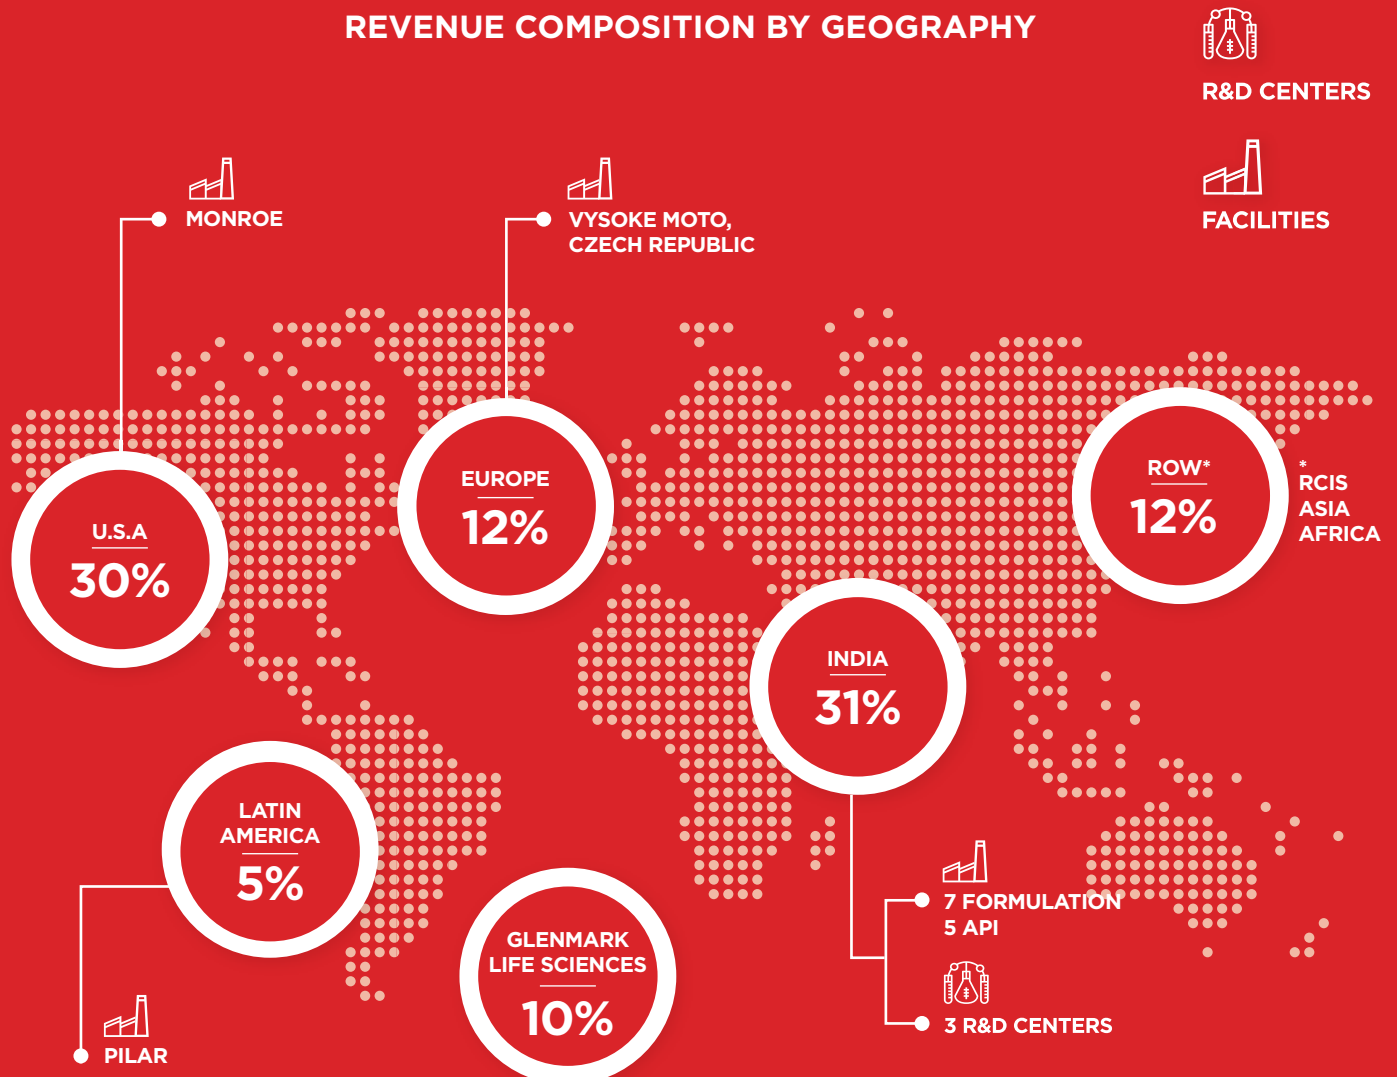 REVENUE COMPOSITION BY GEOGRAPHY
R&D CENTERS
FACILITIES
MONROE
VYSOKE MOTO,
CZECH REPUBLIC
U.S.A
30%
EUROPE
12%
ROW*
12%
*
RCIS
ASIA
AFRICA
INDIA
31%
LATIN
AMERICA
5%
GLENMARK
LIFE SCIENCES
10%
7 FORMULATION
5 API
3 R&D CENTERS
PILAR